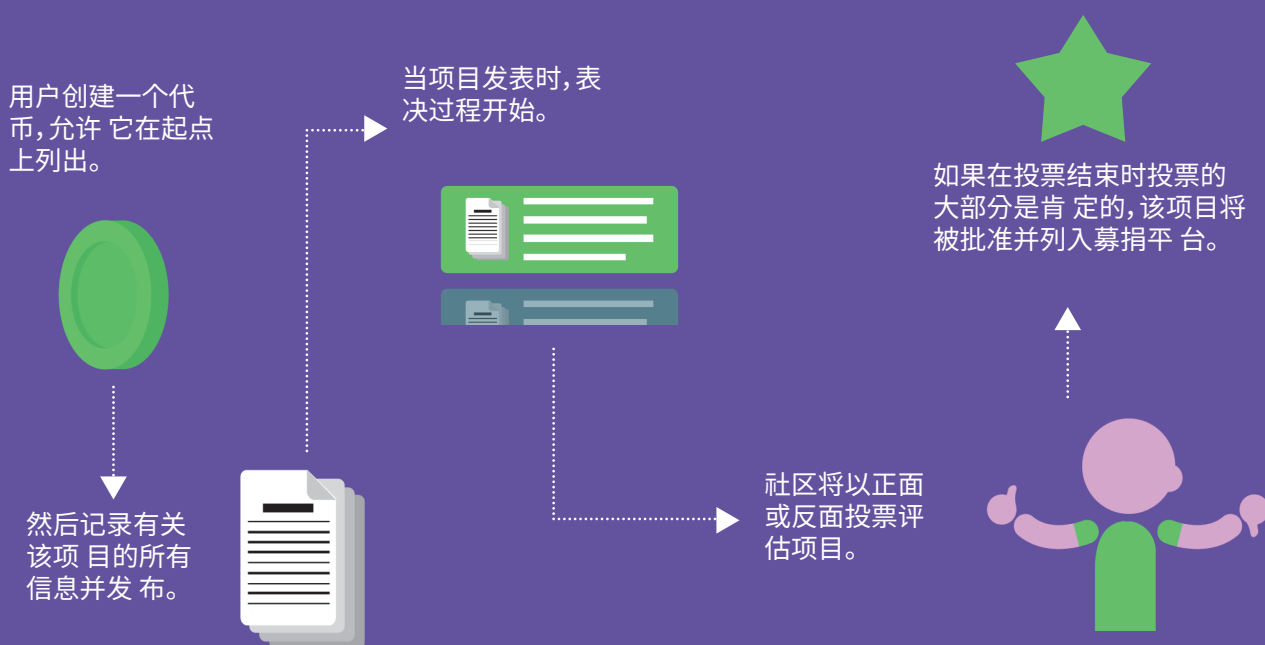 用户创建一个代
币，允许 它在起点
上列出。
然后记录有关
该项 目的所有
信息并发 布。
当项目发表时，表
决过程开始。
社区将以正面
或反面投票评
估项目。
如果在投票结束时投票的
大部分是肯 定的，该项目将
被批准并列入募捐平 台。